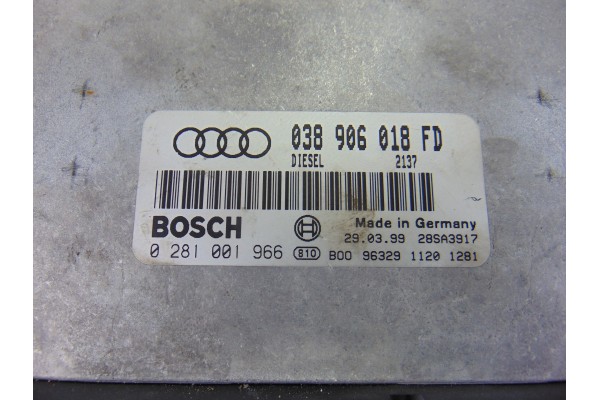 038 906 018 FD
DIESEL 2137
BOSCH
Made in Germany
29.03.99 28SA3917
0 281 001 966 B10 B00 96329 1120 1281